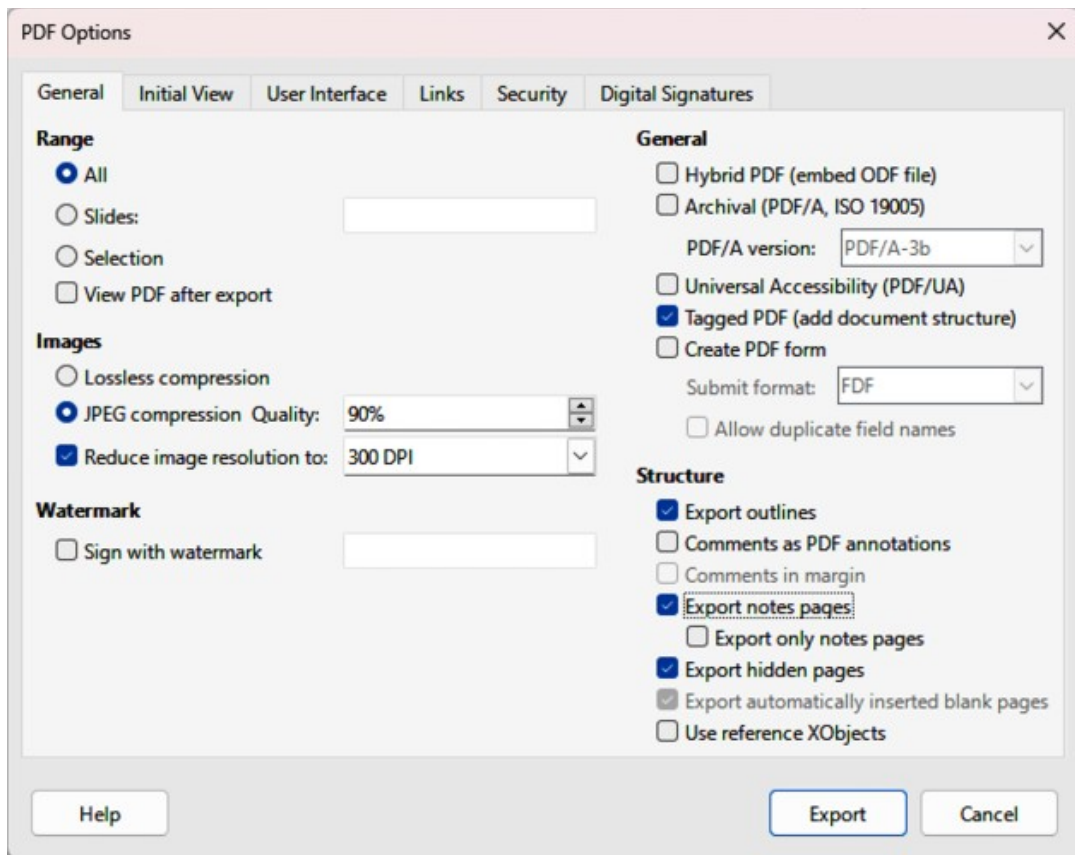 PDF Options
General Initial View User Interface Links Security Digital Signatures
Range
All
Slides:
Selection
View PDF after export
Images
Lossless compression
JPEG compression Quality: 90%
Reduce image resolution to: 300 DPI
Watermark
Sign with watermark
General
Hybrid PDF (embed ODF file)
Archival (PDF/A, ISO 19005)
PDF/A version: PDF/A-3b
Universal Accessibility (PDF/UA)
Tagged PDF (add document structure)
Create PDF form
Submit format: FDF
Allow duplicate field names
Structure
Export outlines
Comments as PDF annotations
Comments in margin
Export notes pages
Export only notes pages
Export hidden pages
Export automatically inserted blank pages
Use reference XObjects
Help Export Cancel